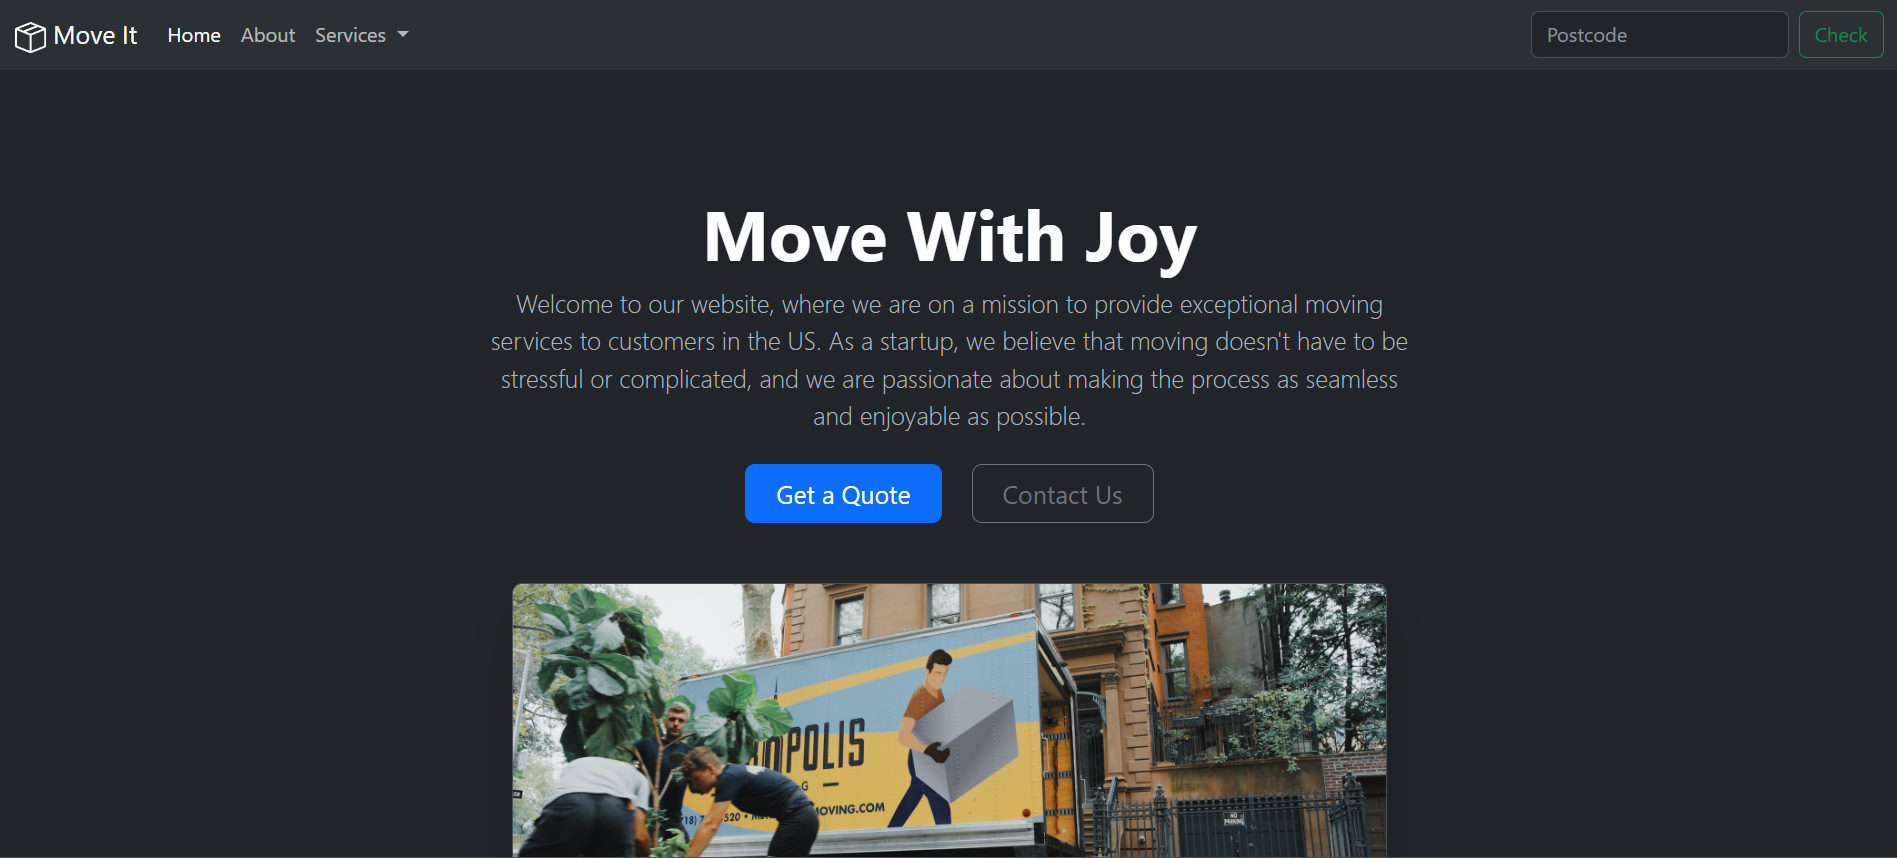 Move It
Home
About
Services
Postcode
Check
Move With Joy
Welcome to our website, where we are on a mission to provide exceptional moving
services to customers in the US. As a startup, we believe that moving doesn't have to be
stressful or complicated, and we are passionate about making the process as seamless
and enjoyable as possible.
Get a Quote
Contact Us
OPOLIS
G
MOVING.COM
NO
PARKING